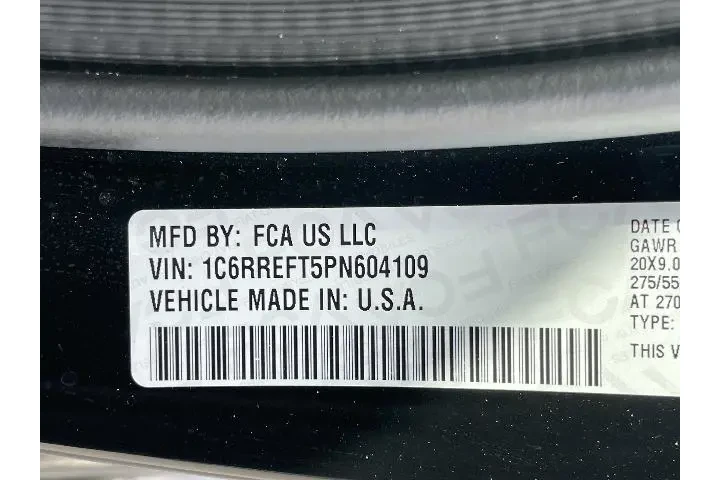 MFD BY: FCA US LLC
VIN: 1C6RREFT5PN604109
VEHICLE MADE IN: U.S.A.
DATE
GAWR
20X9.0
275/55
AT 270
TYPE:
THIS V